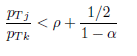 p_{Tj} / p_{Tk} < ρ + (1/2) / (1 − α)